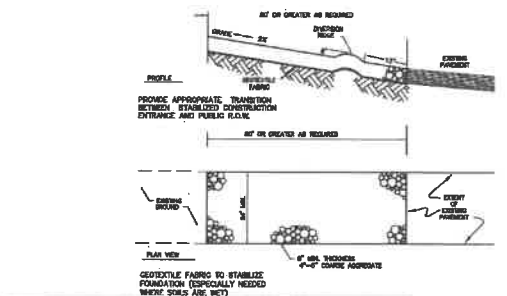 50' OR GREATER AS REQUIRED
DIVERSION
RIDGE
GRADE 2%
12"
EXISTING
PAVEMENT
PROFILE
GEOTEXTILE
FABRIC
PROVIDE APPROPRIATE TRANSITION
BETWEEN STABILIZED CONSTRUCTION
ENTRANCE AND PUBLIC R.O.W.
OR GREATER AS REQUIRED
EXISTING
GROUND
MIN.
EXTENT
OF
EXISTING
PAVEMENT
PLAN VIEW
MIN. THICKNESS
COARSE AGGREGATE
GEOTEXTILE FABRIC TO STABILIZE
FOUNDATION (ESPECIALLY NEEDED
WHERE SOILS ARE WET)